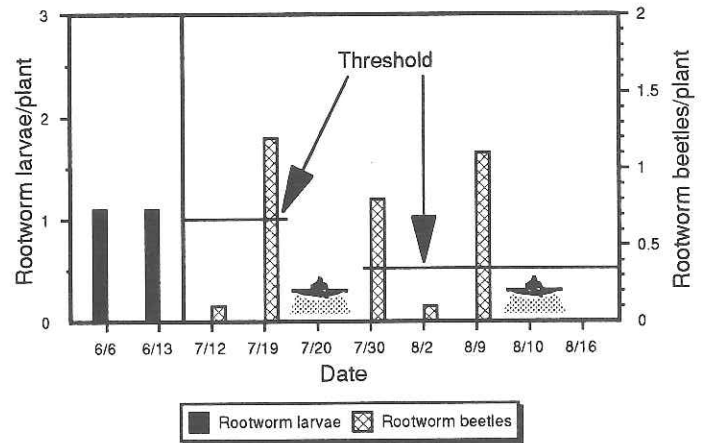 Threshold
Rootworm larvae/plant
3
2
1
0
Rootworm beetles/plant
2
1.5
1
0.5
0
6/6 6/13 7/12 7/19 7/20 7/30 8/2 8/9 8/10 8/16
Date
Rootworm larvae Rootworm beetles